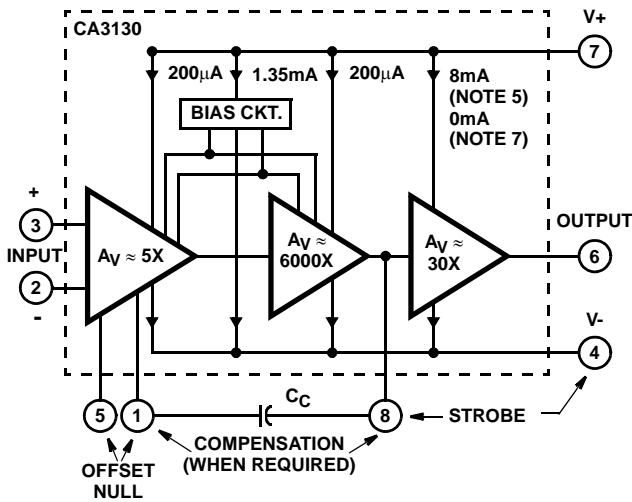 CA3130
V+
7
200µA
1.35mA
200µA
8mA
(NOTE 5)
0mA
(NOTE 7)
BIAS CKT.
+
3
INPUT
2
-
AV ≈ 5X
AV ≈
6000X
AV ≈
30X
OUTPUT
6
V-
4
5
1
CC
8
STROBE
COMPENSATION
(WHEN REQUIRED)
OFFSET
NULL